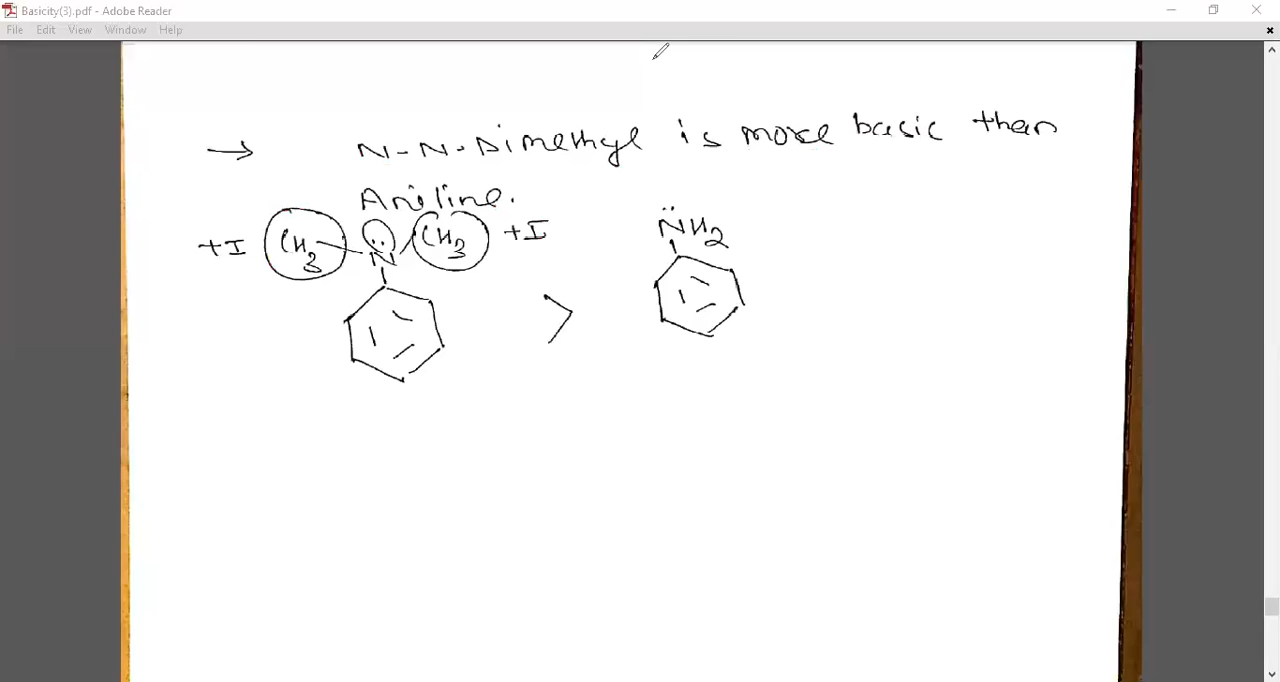 Basicity(3).pdf - Adobe Reader
File Edit View Window Help
→ N-N-Dimethyl is more basic than
Aniline.
+I CH3 N CH3 +I
NH2
>